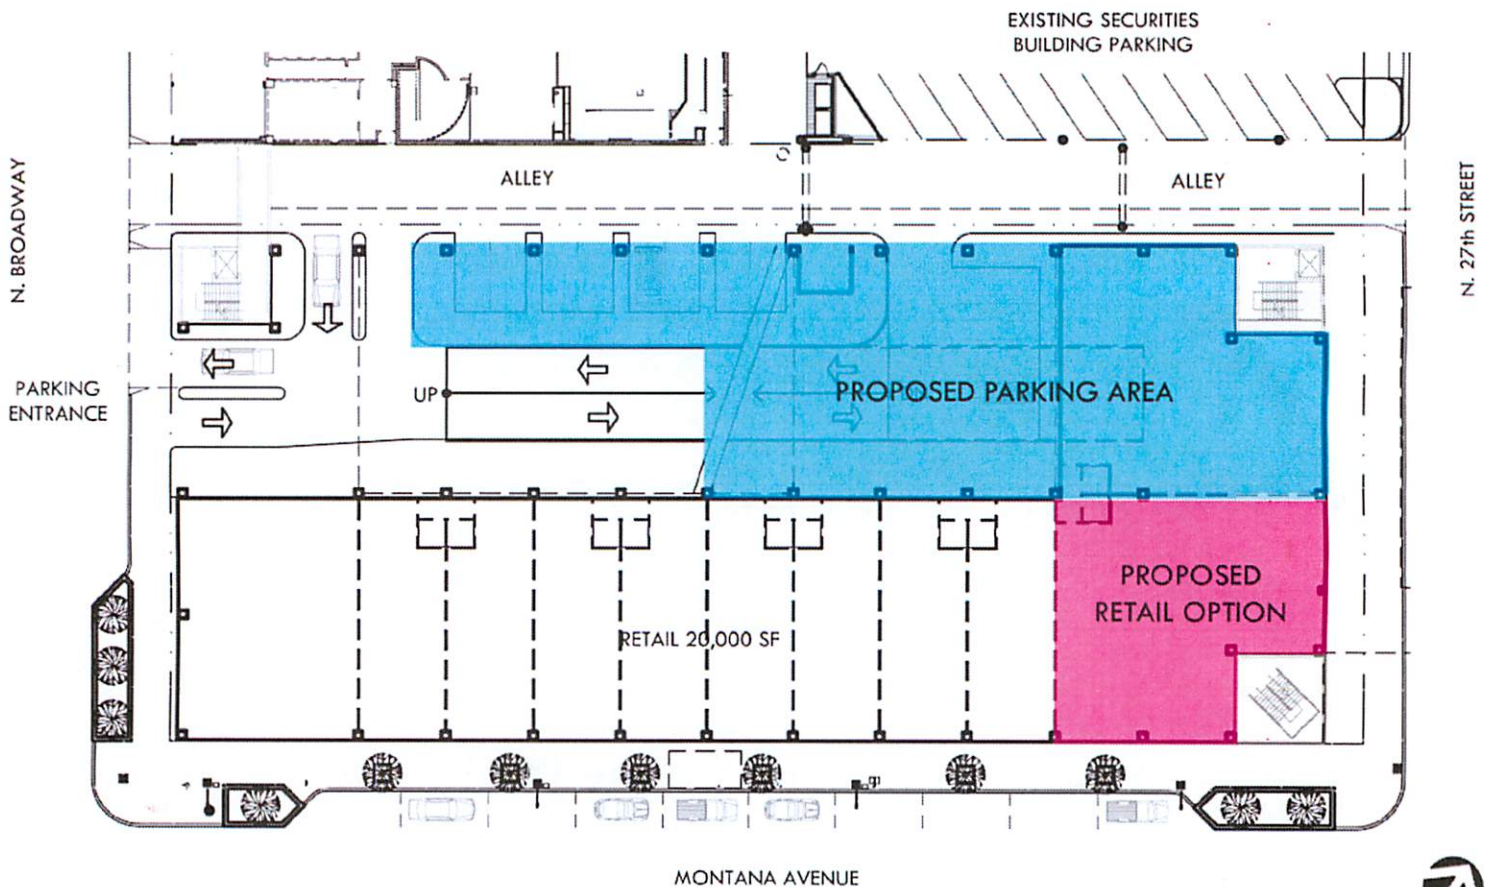 EXISTING SECURITIES
BUILDING PARKING
N. BROADWAY
ALLEY
ALLEY
N. 27th STREET
PARKING
ENTRANCE
UP
PROPOSED PARKING AREA
PROPOSED
RETAIL OPTION
RETAIL 20,000 SF
MONTANA AVENUE